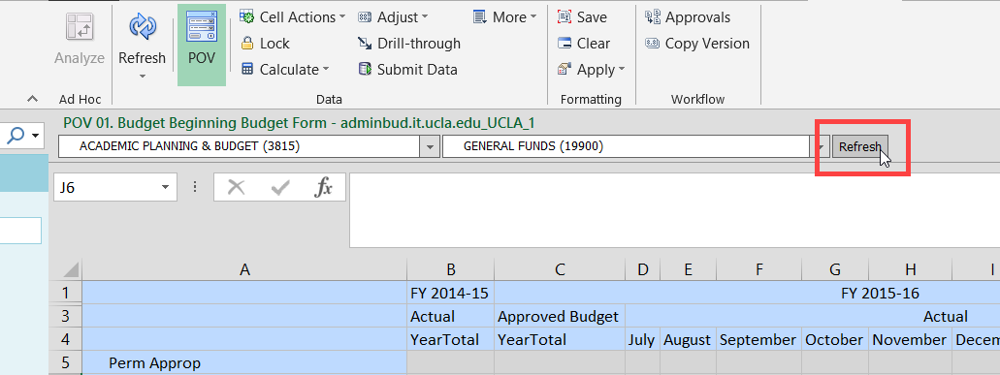 Cell Actions Adjust More Save Approvals
Analyze Refresh POV Lock Drill-through Clear Copy Version
Calculate Submit Data Apply
Ad Hoc Data Formatting Workflow
POV 01. Budget Beginning Budget Form - adminbud.it.ucla.edu_UCLA_1
ACADEMIC PLANNING & BUDGET (3815) GENERAL FUNDS (19900) Refresh
J6 fx
A B C D E F G H I
1 FY 2014-15 FY 2015-16
3 Actual Approved Budget Actual
4 YearTotal YearTotal July August September October November Decem
5 Perm Approp